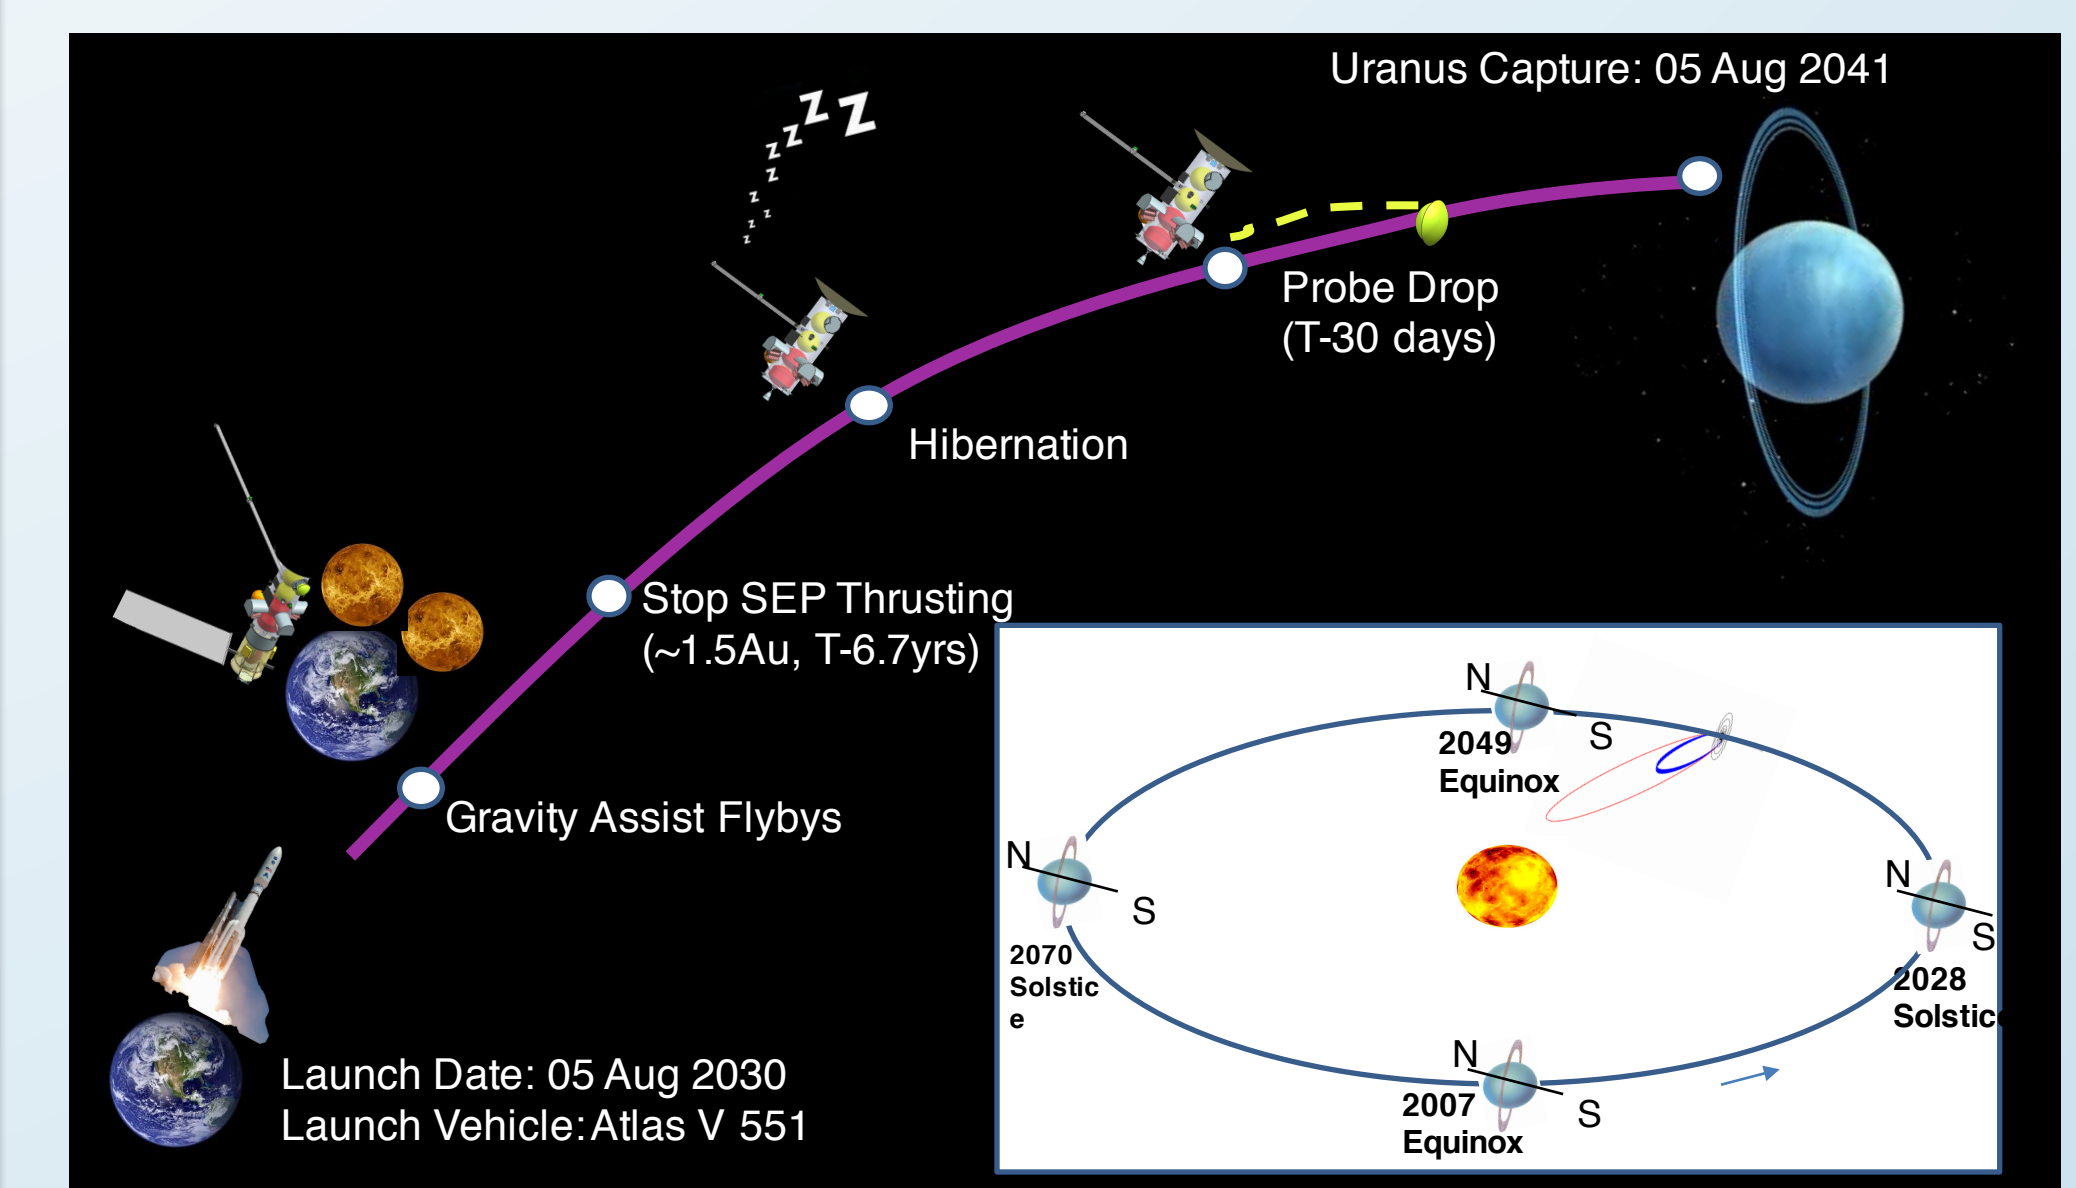 Uranus Capture: 05 Aug 2041
z z z z z z z z z
Probe Drop
(T-30 days)
Hibernation
Stop SEP Thrusting
(~1.5Au, T-6.7yrs)
Gravity Assist Flybys
Launch Date: 05 Aug 2030
Launch Vehicle: Atlas V 551
N
S
2049
Equinox
N
S
2070
Solstic
e
N
S
2028
Solstice
N
S
2007
Equinox